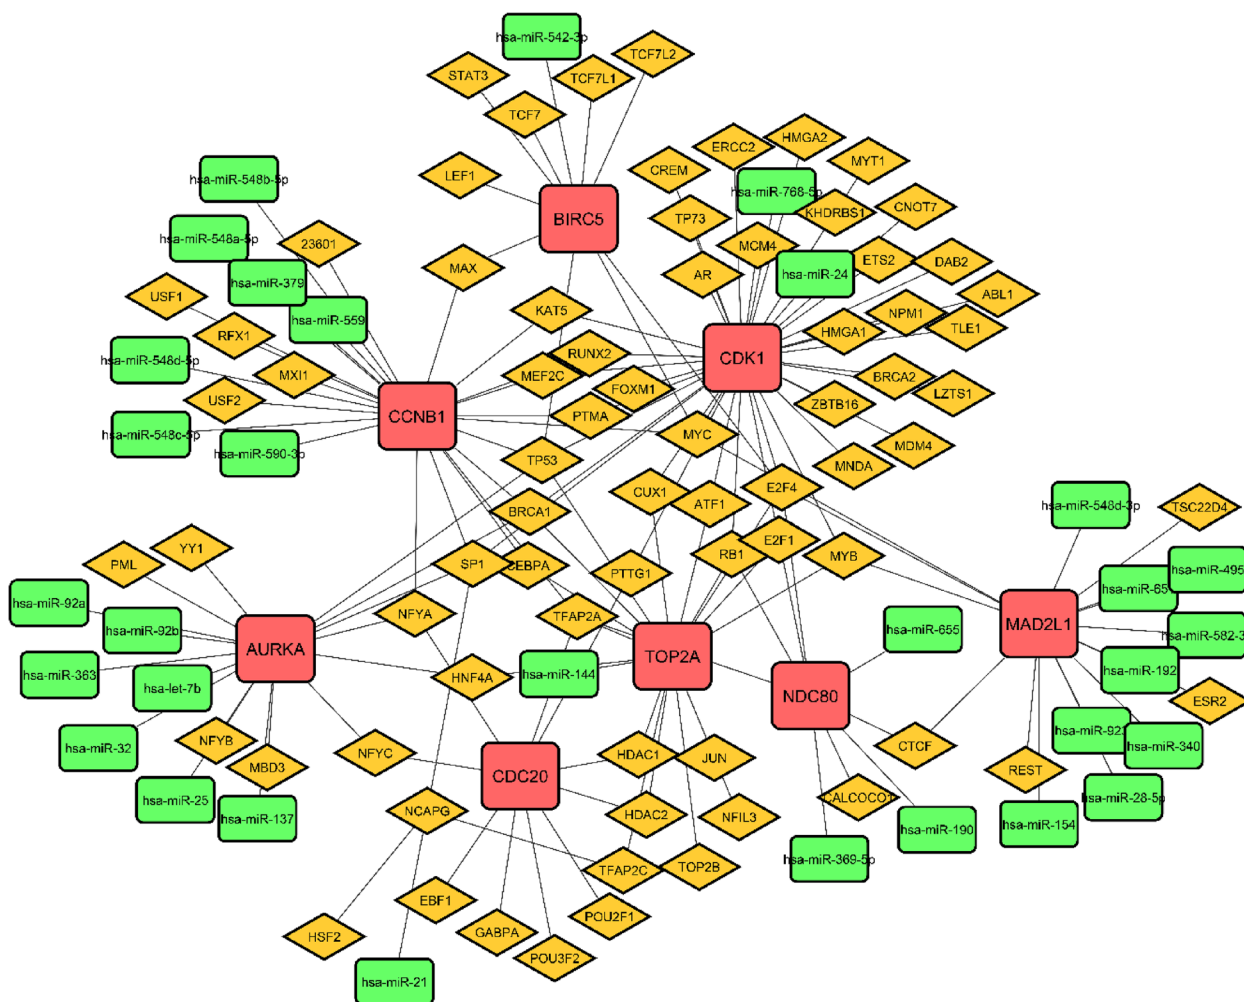 hsa-miR-542-3p
TCF7L2
STAT3
TCF7L1
TCF7
ERCC2
HMGA2
MYT1
CREM
LEF1
hsa-miR-548b-5p
hsa-miR-768-5p
BIRC5
TP73
KHDRBS1
CNOT7
hsa-miR-548a-5p
23601
MCM4
ETS2
DAB2
MAX
AR
hsa-miR-24
hsa-miR-379
ABL1
USF1
hsa-miR-559
KAT5
NPM1
TLE1
HMGA1
RFX1
RUNX2
CDK1
hsa-miR-548d-5p
MXI1
MEF2C
FOXM1
BRCA2
LZTS1
USF2
CCNB1
PTMA
ZBTB16
hsa-miR-548c-5p
MYC
MDM4
hsa-miR-590-3p
TP53
MNDA
CUX1
ATF1
E2F4
hsa-miR-548d-3p
TSC22D4
BRCA1
E2F1
YY1
PML
SP1
CEBPA
PTTG1
RB1
MYB
hsa-miR-495
hsa-miR-92a
hsa-miR-65
NFYA
TFAP2A
hsa-miR-92b
MAD2L1
AURKA
TOP2A
hsa-miR-655
hsa-miR-582-3
hsa-miR-363
HNF4A
hsa-miR-144
hsa-miR-192
hsa-let-7b
NDC80
ESR2
hsa-miR-32
NFYB
NFYC
HDAC1
JUN
CTCF
hsa-miR-923
hsa-miR-340
MBD3
CDC20
REST
hsa-miR-25
NCAPG
HDAC2
NFIL3
CALCOCO1
hsa-miR-28-5p
hsa-miR-137
hsa-miR-190
hsa-miR-154
hsa-miR-369-5p
TFAP2C
TOP2B
EBF1
POU2F1
HSF2
GABPA
POU3F2
hsa-miR-21